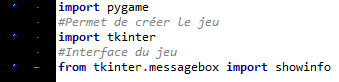 import pygame
#Permet de créer le jeu
import tkinter
#Interface du jeu
from tkinter.messagebox import showinfo